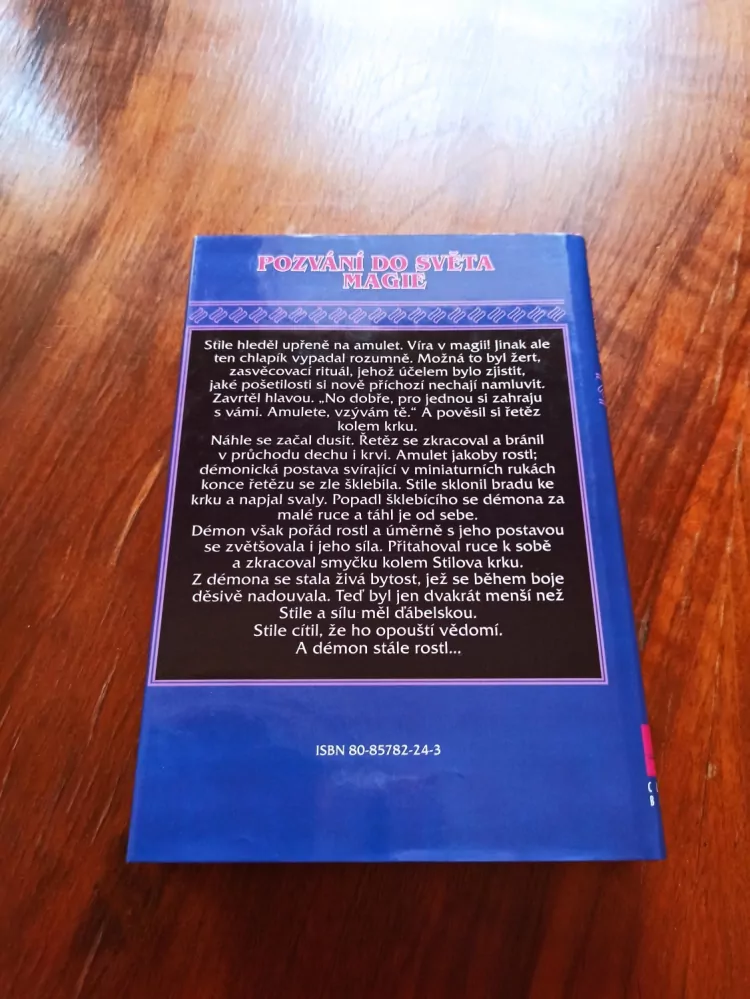 POZVÁNÍ DO SVĚTA
MAGIE
Stile hleděl upřeně na amulet. Víra v magii! Jinak ale
ten chlapík vypadal rozumně. Možná to byl žert,
zasvěcovací rituál, jehož účelem bylo zjistit,
jaké pošetilosti si nově příchozí nechají namluvit.
Zavrtěl hlavou. „No dobře, pro jednou si zahraju
s vámi. Amulete, vzývám tě.“ A pověsil si řetěz
kolem krku.
Náhle se začal dusit. Řetěz se zkracoval a bránil
v průchodu dechu i krvi. Amulet jakoby rostl;
démonická postava svírající v miniaturních rukách
konce řetězu se zle šklebila. Stile sklonil bradu ke
krku a napjal svaly. Popadl šklebícího se démona za
malé ruce a táhl je od sebe.
Démon však pořád rostl a úměrně s jeho postavou
se zvětšovala i jeho síla. Přitahoval ruce k sobě
a zkracoval smyčku kolem Stilova krku.
Z démona se stala živá bytost, jež se během boje
děsivě nadouvala. Teď byl jen dvakrát menší než
Stile a sílu měl ďábelskou.
Stile cítil, že ho opouští vědomí.
A démon stále rostl...
ISBN 80-85782-24-3